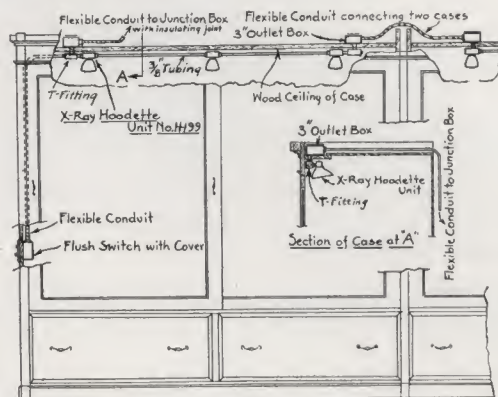 Flexible Conduit to Junction Box
with insulating joint
Flexible Conduit connecting two cases
3" Outlet Box
A
3/8" Tubing
T-Fitting
Wood Ceiling of Case
X-Ray Hoodette
Unit No. H99
3" Outlet Box
X-Ray Hoodette
Unit
T-Fitting
Flexible Conduit to Junction Box
Section of Case at "A"
Flexible Conduit
Flush Switch with Cover